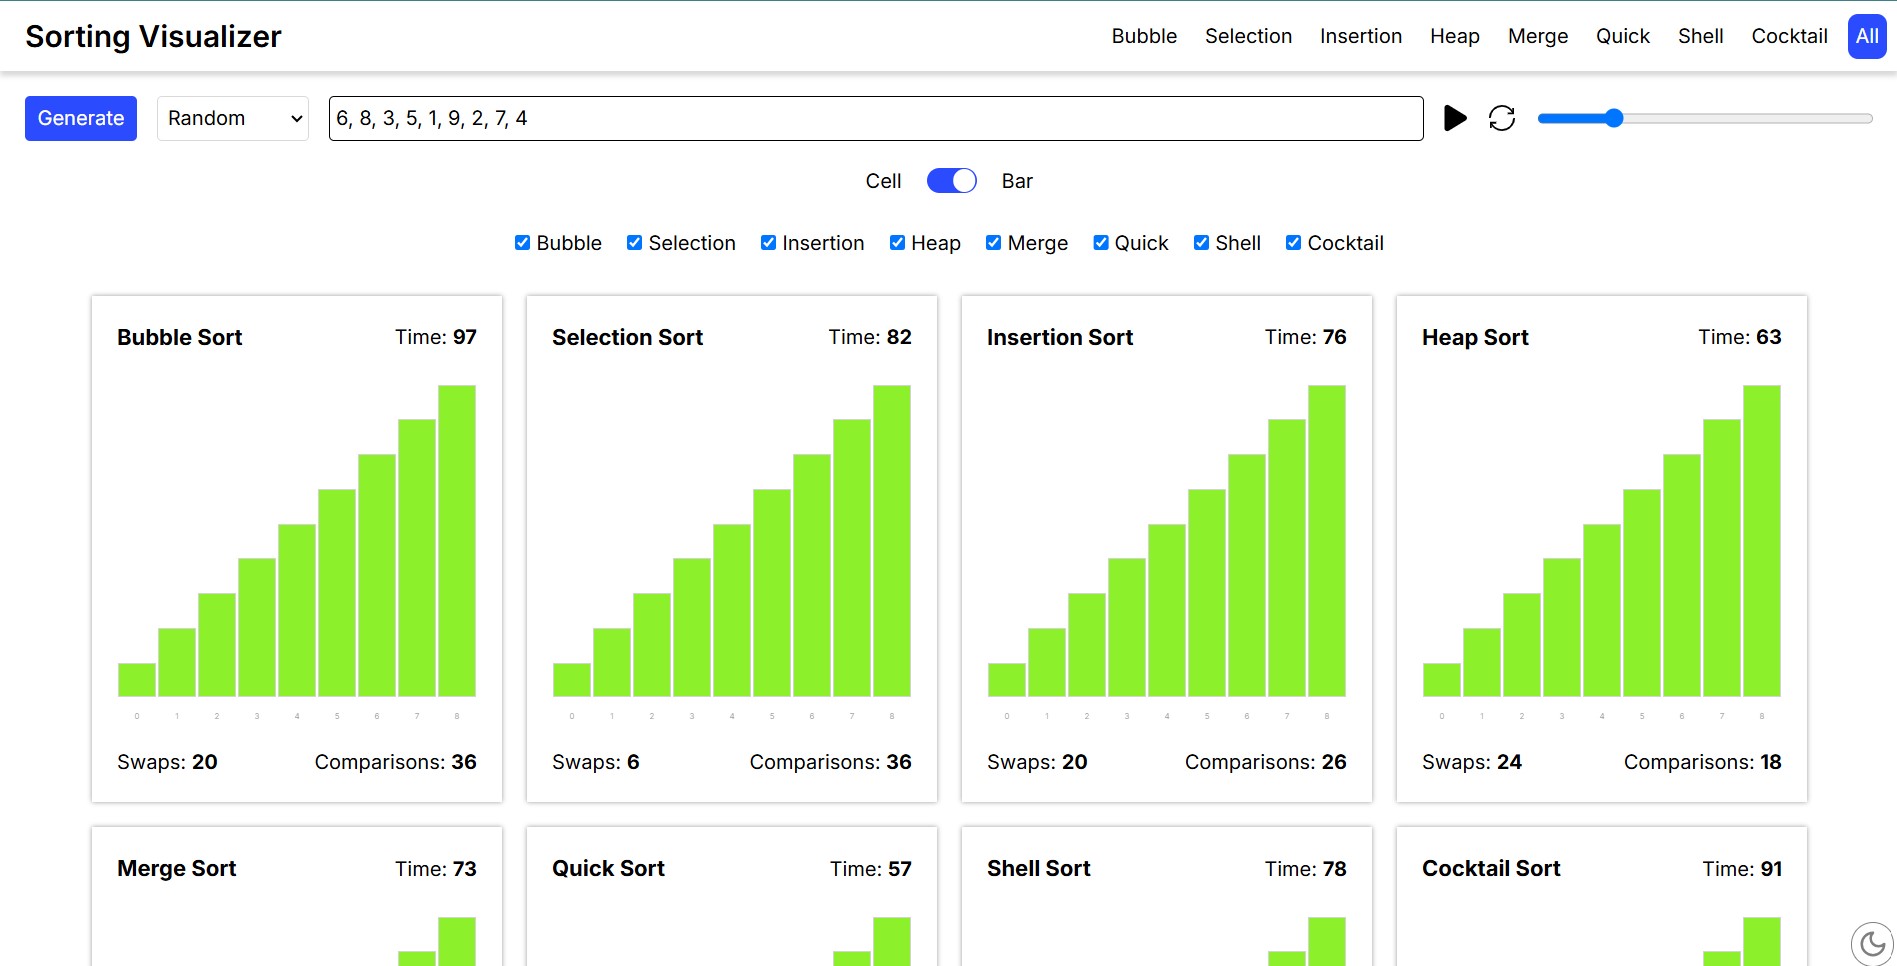 Sorting Visualizer
Bubble Selection Insertion Heap Merge Quick Shell Cocktail All
Generate Random 6, 8, 3, 5, 1, 9, 2, 7, 4
Cell Bar
Bubble Selection Insertion Heap Merge Quick Shell Cocktail
Bubble Sort Time: 97
0 1 2 3 4 5 6 7 8
Swaps: 20 Comparisons: 36
Selection Sort Time: 82
0 1 2 3 4 5 6 7 8
Swaps: 6 Comparisons: 36
Insertion Sort Time: 76
0 1 2 3 4 5 6 7 8
Swaps: 20 Comparisons: 26
Heap Sort Time: 63
0 1 2 3 4 5 6 7 8
Swaps: 24 Comparisons: 18
Merge Sort Time: 73
Quick Sort Time: 57
Shell Sort Time: 78
Cocktail Sort Time: 91